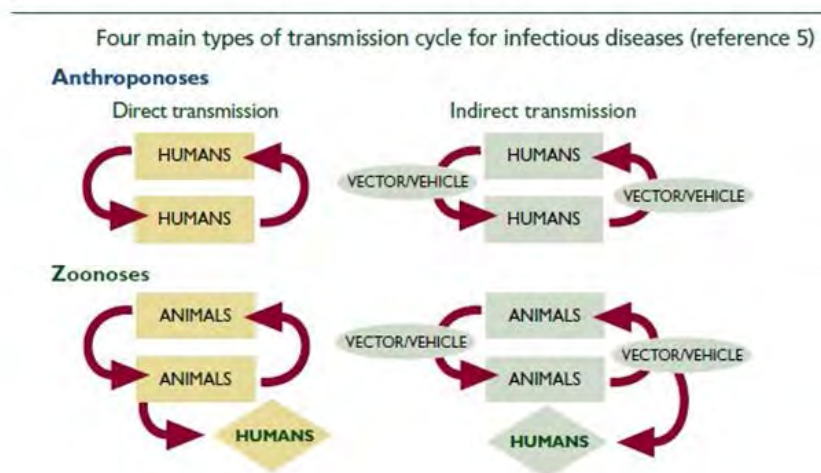 Four main types of transmission cycle for infectious diseases (reference 5)
Anthroponoses
Direct transmission
HUMANS
HUMANS
Indirect transmission
HUMANS
VECTOR/VEHICLE
VECTOR/VEHICLE
HUMANS
Zoonoses
ANIMALS
ANIMALS
HUMANS
ANIMALS
VECTOR/VEHICLE
VECTOR/VEHICLE
ANIMALS
HUMANS